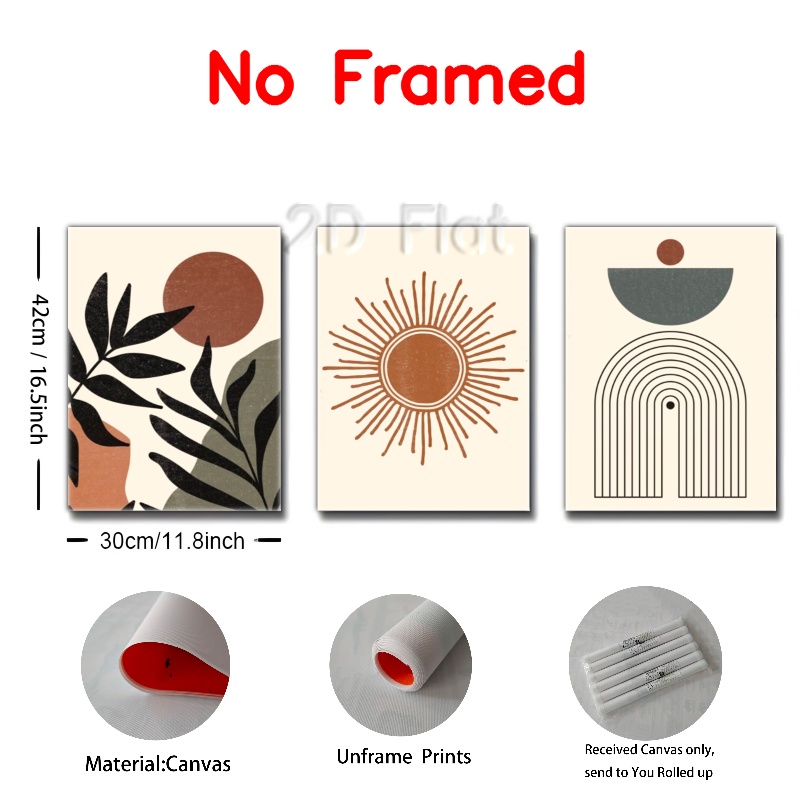 No Framed
2D Flat
42cm / 16.5inch
30cm/11.8inch
Material:Canvas
Unframe Prints
Received Canvas only,
send to You Rolled up